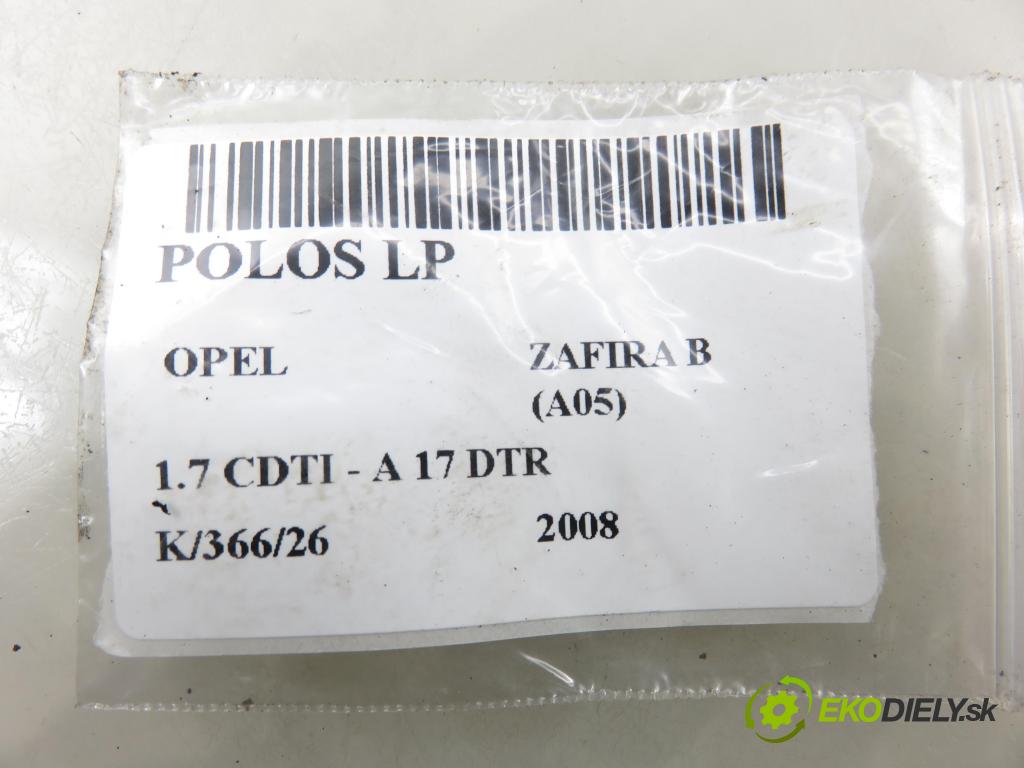 POLOS LP
OPEL ZAFIRA B
(A05)
1.7 CDTI - A 17 DTR
K/366/26 2008
EKODIELY.sk